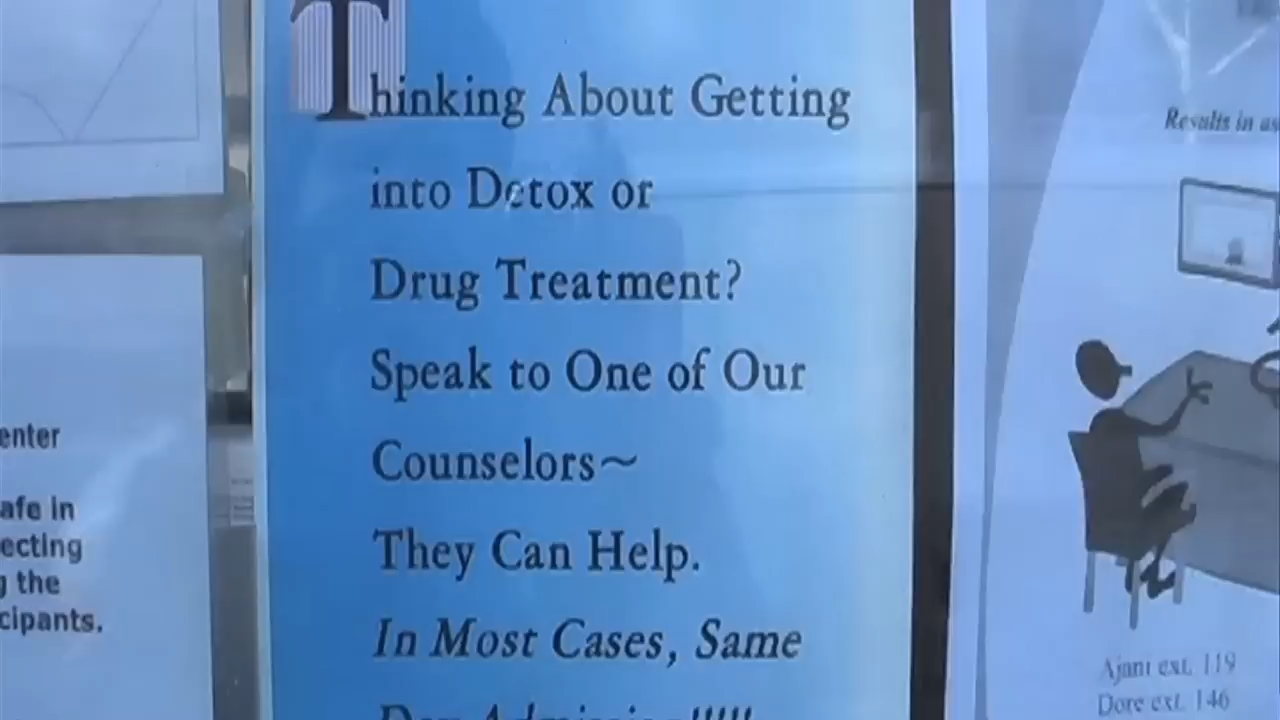 enter
afe in
ecting
the
cipants.
Thinking About Getting
into Detox or
Drug Treatment?
Speak to One of Our
Counselors~
They Can Help.
In Most Cases, Same
Results in
Ajani ext. 119
Dore ext. 146